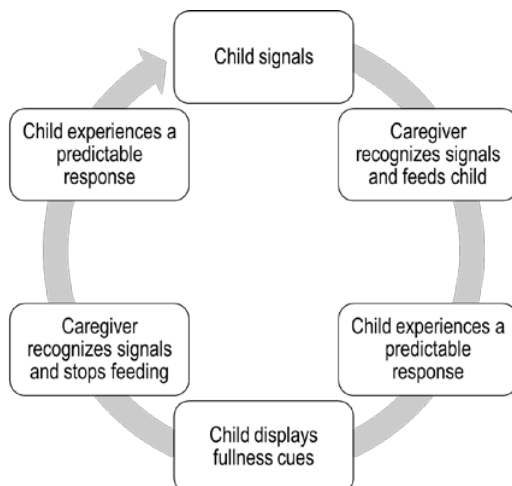 Child signals
Caregiver
recognizes signals
and feeds child
Child experiences a
predictable
response
Child displays
fullness cues
Caregiver
recognizes signals
and stops feeding
Child experiences a
predictable
response